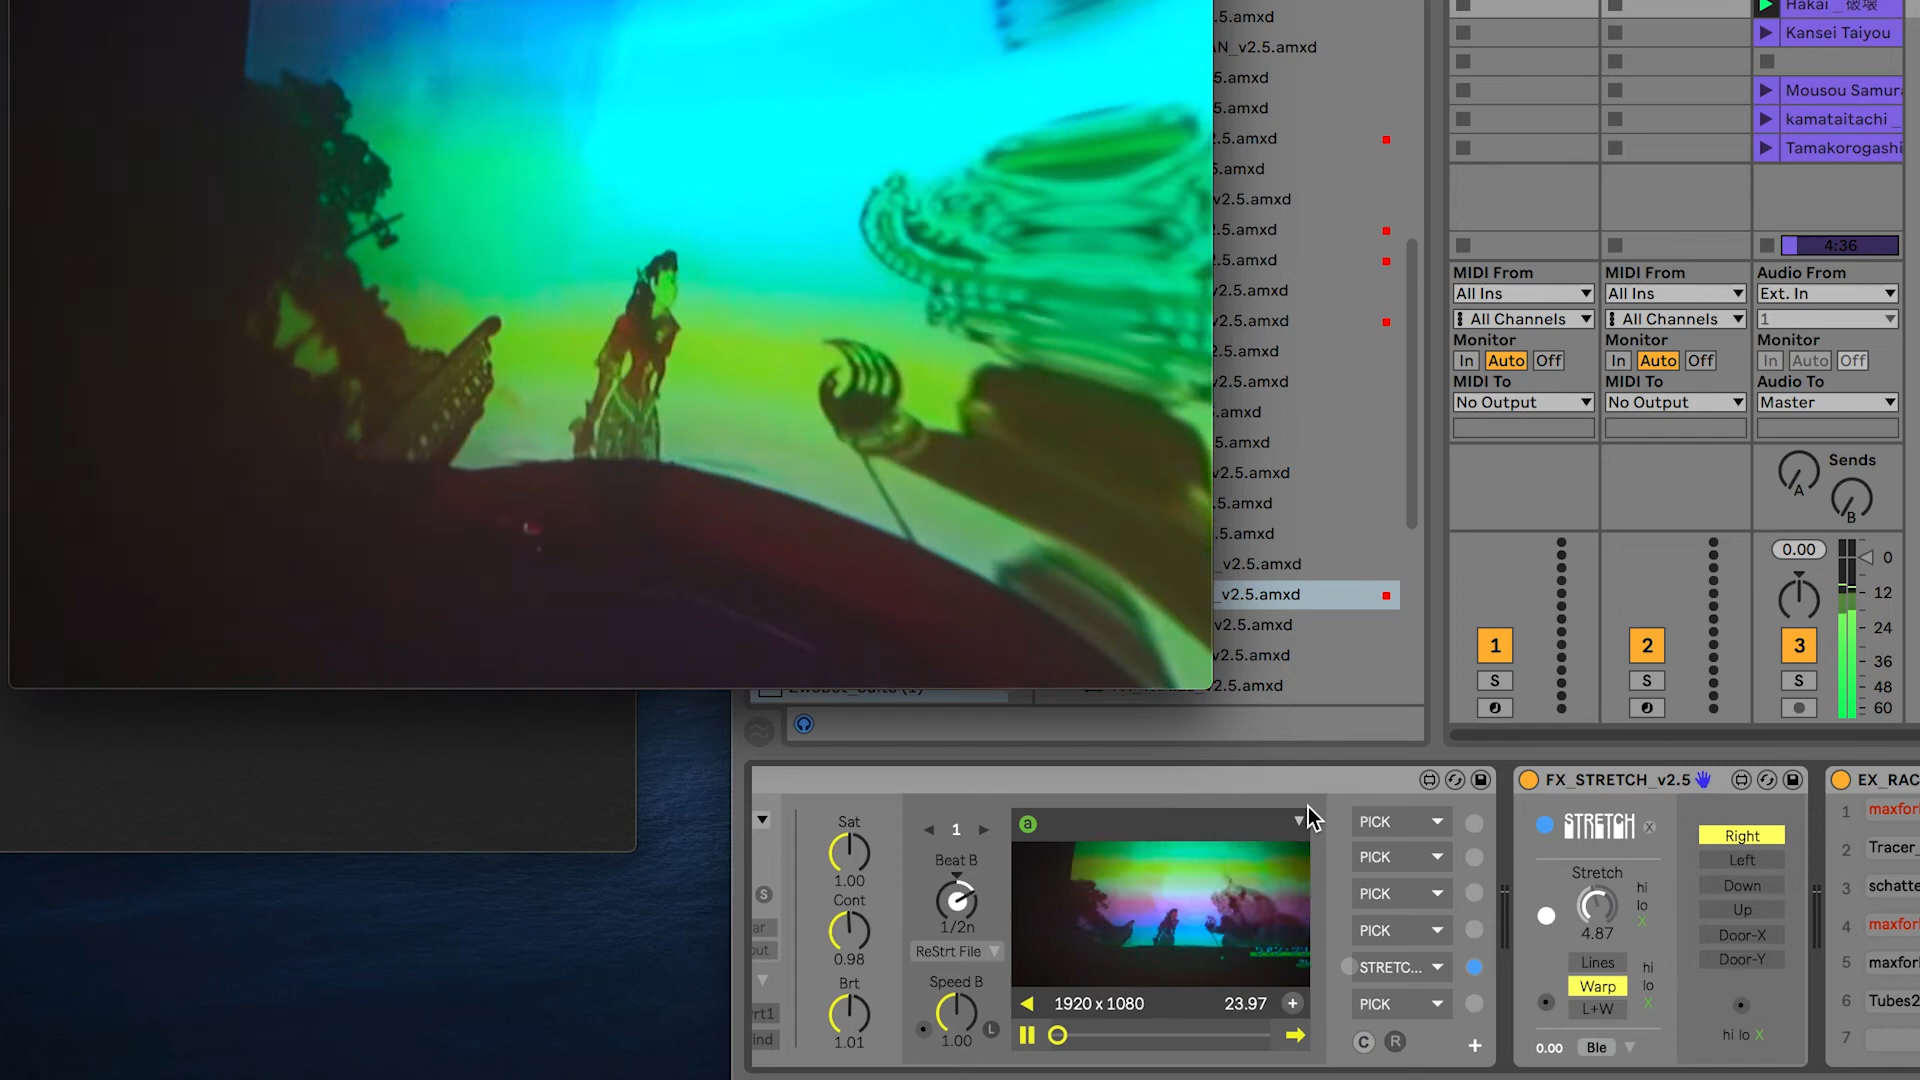 .5.amxd
AN_v2.5.amxd
5.amxd
5.amxd
2.5.amxd
.5.amxd
v2.5.amxd
2.5.amxd
2.5.amxd
v2.5.amxd
v2.5.amxd
2.5.amxd
v2.5.amxd
.amxd
5.amxd
v2.5.amxd
5.amxd
.5.amxd
_v2.5.amxd
_v2.5.amxd
v2.5.amxd
v2.5.amxd
v2.5.amxd
Hakai _ 破壊
Kansei Taiyou
Mousou Samur
kamataitachi _
Tamakorogashi
4:36
MIDI From
All Ins
All Channels
Monitor
In Auto Off
MIDI To
No Output
MIDI From
All Ins
All Channels
Monitor
In Auto Off
MIDI To
No Output
Audio From
Ext. In
1
Monitor
In Auto Off
Audio To
Master
Sends
A
B
0.00
0
12
24
36
48
60
1
S
2
S
3
S
Sat
1.00
Cont
0.98
Brt
1.01
S
1
Beat B
1/2n
ReStrt File
Speed B
L
1.00
a
1920 x 1080
23.97
+
PICK
PICK
PICK
PICK
STRETC...
PICK
C
R
+
FX_STRETCH_v2.5
STRETCH
X
Stretch
4.87
hi
lo
X
Lines
Warp
L+W
hi
lo
X
0.00
Ble
Right
Left
Down
Up
Door-X
Door-Y
hi lo X
EX_RAC
1 maxfor
2 Tracer_
3 schatte
4 maxfor
5 maxfor
6 Tubes2
7